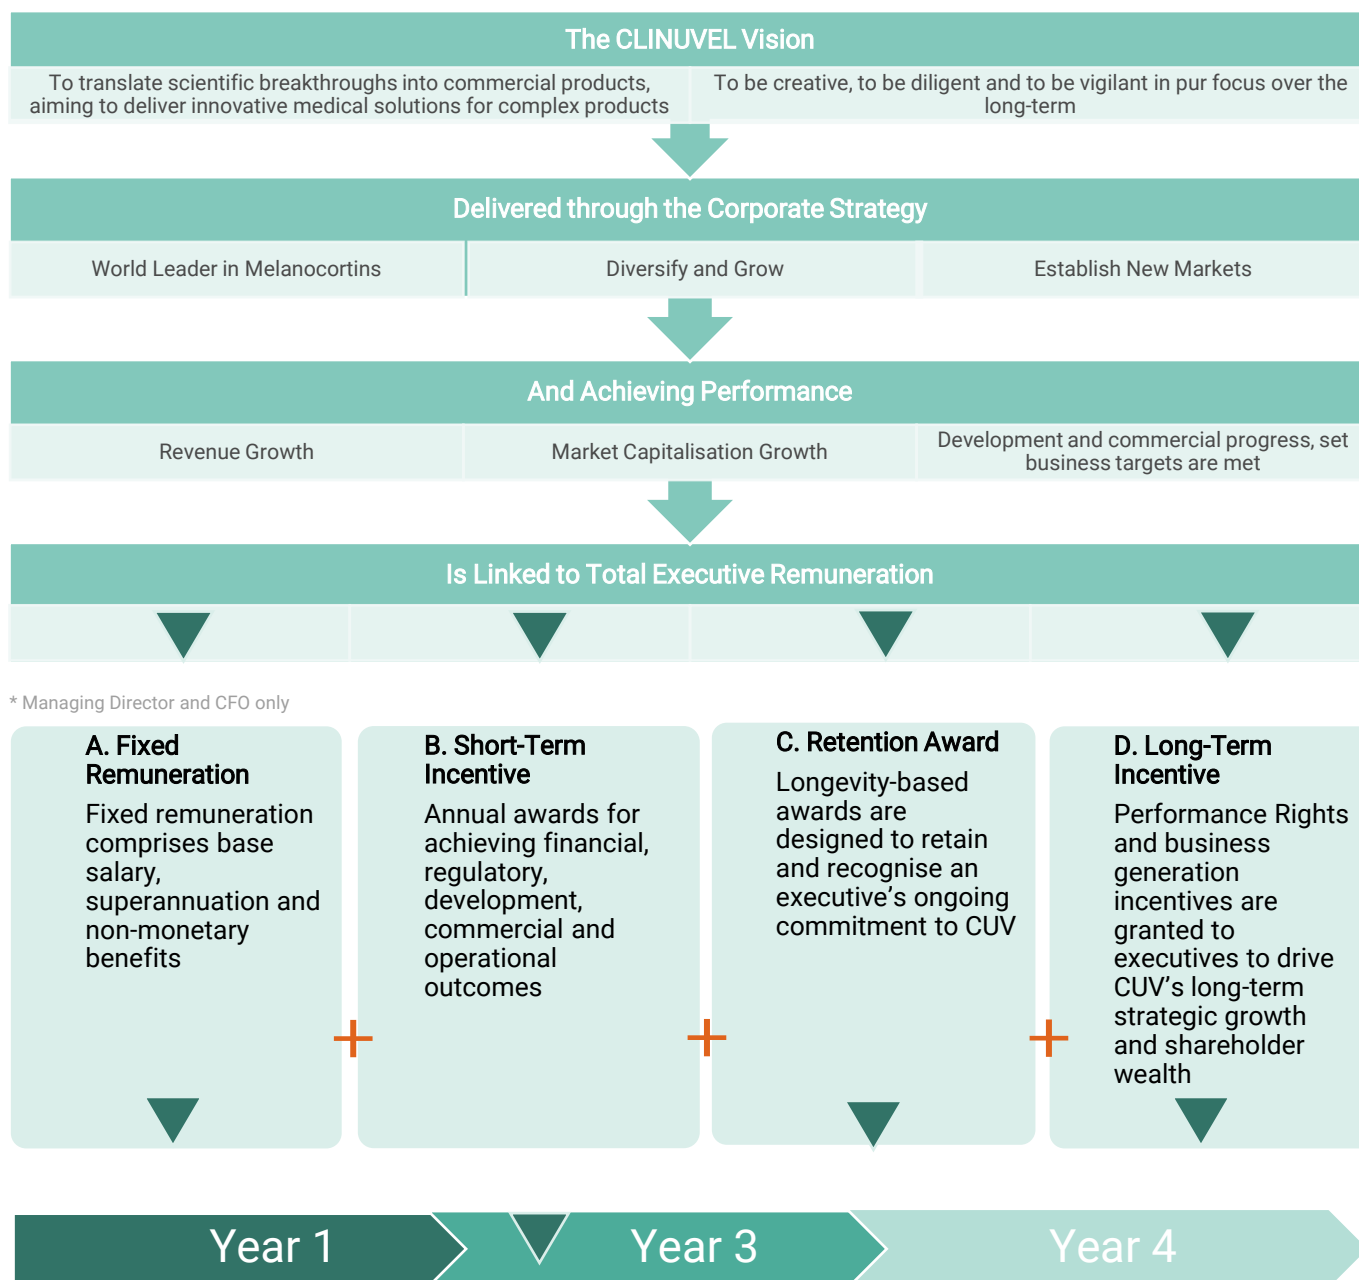 The CLINUVEL Vision
To translate scientific breakthroughs into commercial products,
aiming to deliver innovative medical solutions for complex products
To be creative, to be diligent and to be vigilant in pur focus over the
long-term
Delivered through the Corporate Strategy
World Leader in Melanocortins
Diversify and Grow
Establish New Markets
And Achieving Performance
Revenue Growth
Market Capitalisation Growth
Development and commercial progress, set
business targets are met
Is Linked to Total Executive Remuneration
* Managing Director and CFO only
A. Fixed
Remuneration
Fixed remuneration
comprises base
salary,
superannuation and
non-monetary
benefits
B. Short-Term
Incentive
Annual awards for
achieving financial,
regulatory,
development,
commercial and
operational
outcomes
C. Retention Award
Longevity-based
awards are
designed to retain
and recognise an
executive’s ongoing
commitment to CUV
D. Long-Term
Incentive
Performance Rights
and business
generation
incentives are
granted to
executives to drive
CUV’s long-term
strategic growth
and shareholder
wealth
+
+
+
Year 1
Year 3
Year 4